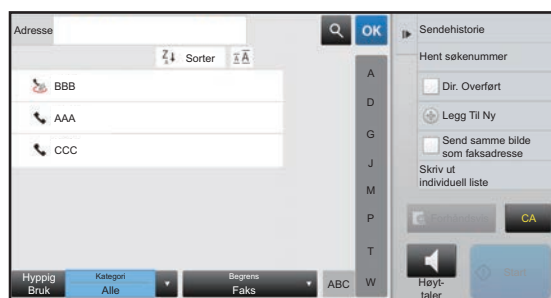 Adresse
OK
Sendehistorie
Hent søkenummer
Sorter
A
BBB
Dir. Overført
AAA
D
Legg Til Ny
CCC
G
Send samme bilde
som faksadresse
J
Skriv ut
individuell liste
M
P
CA
T
Hyppig
Bruk
Kategori
Alle
Begrens
Faks
ABC
W
Høyt-
taler
Start